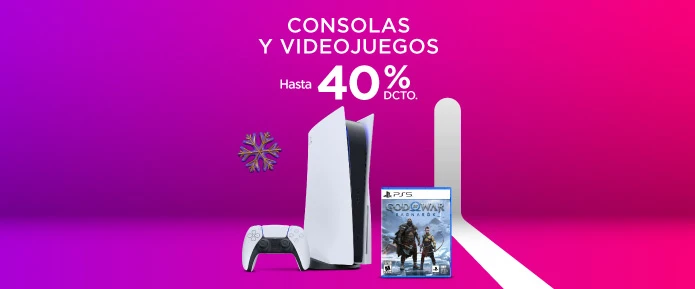 CONSOLAS
Y VIDEOJUEGOS
Hasta 40%
DCTO.
PS5
GOD OF WAR
RAGNARÖK